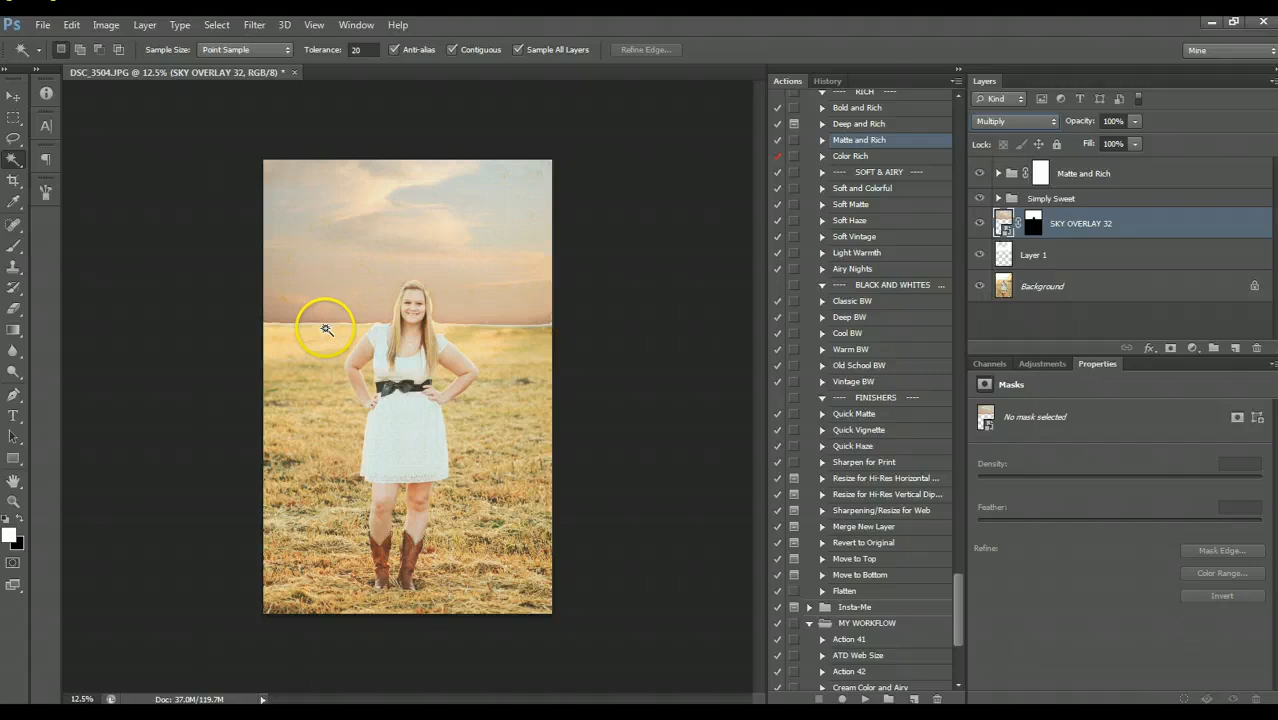 Ps File Edit Image Layer Type Select Filter 3D View Window Help
Sample Size: Point Sample Tolerance: 20 Anti-alias Contiguous Sample All Layers Refine Edge... Mine
DSC_3504.JPG @ 12.5% (SKY OVERLAY 32, RGB/8) * ×
Actions History
---- RICH ----
Bold and Rich
Deep and Rich
Matte and Rich
Color Rich
---- SOFT & AIRY ----
Soft and Colorful
Soft Matte
Soft Haze
Soft Vintage
Light Warmth
Airy Nights
---- BLACK AND WHITES ...
Classic BW
Deep BW
Cool BW
Warm BW
Old School BW
Vintage BW
---- FINISHERS ----
Quick Matte
Quick Vignette
Quick Haze
Sharpen for Print
Resize for Hi-Res Horizontal ...
Resize for Hi-Res Vertical Dip...
Sharpening/Resize for Web
Merge New Layer
Revert to Original
Move to Top
Move to Bottom
Flatten
Insta-Me
MY WORKFLOW
Action 41
ATD Web Size
Action 42
Cream Color and Airy
Layers
Kind
Multiply Opacity: 100%
Lock: Fill: 100%
Matte and Rich
Simply Sweet
SKY OVERLAY 32
Layer 1
Background
fx
Channels Adjustments Properties
Masks
No mask selected
Density:
Feather:
Refine: Mask Edge...
Color Range...
Invert
12.5% Doc: 37.0M/119.7M